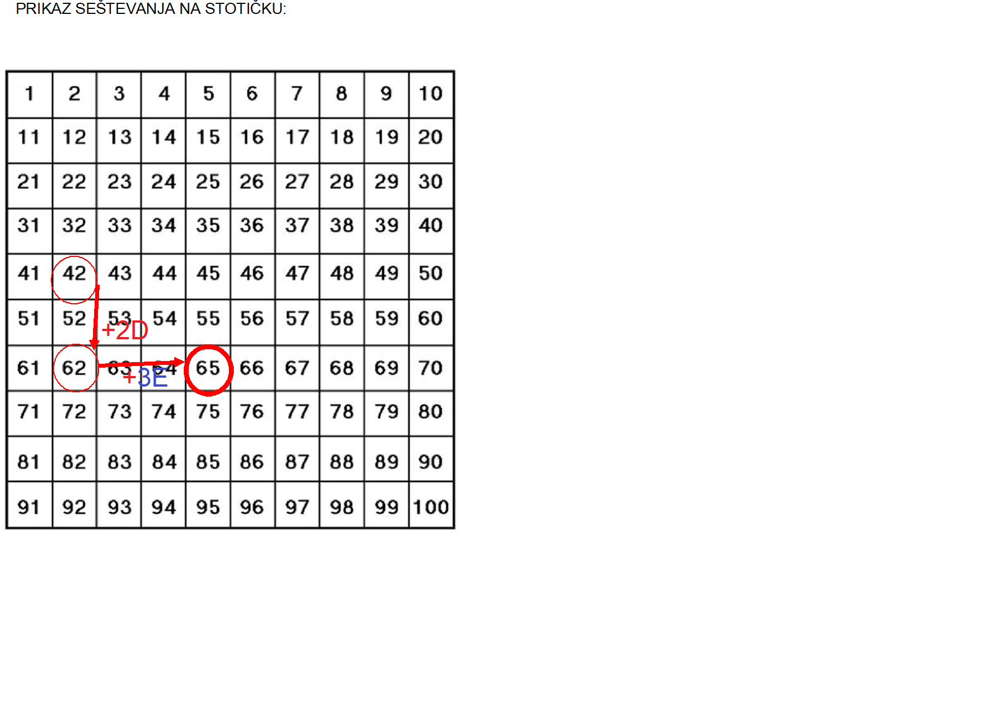 PRIKAZ SEŠTEVANJA NA STOTIČKU:
1 2 3 4 5 6 7 8 9 10
11 12 13 14 15 16 17 18 19 20
21 22 23 24 25 26 27 28 29 30
31 32 33 34 35 36 37 38 39 40
41 42 43 44 45 46 47 48 49 50
51 52 53 54 55 56 57 58 59 60
+2D
61 62 63 64 65 66 67 68 69 70
+3E
71 72 73 74 75 76 77 78 79 80
81 82 83 84 85 86 87 88 89 90
91 92 93 94 95 96 97 98 99 100